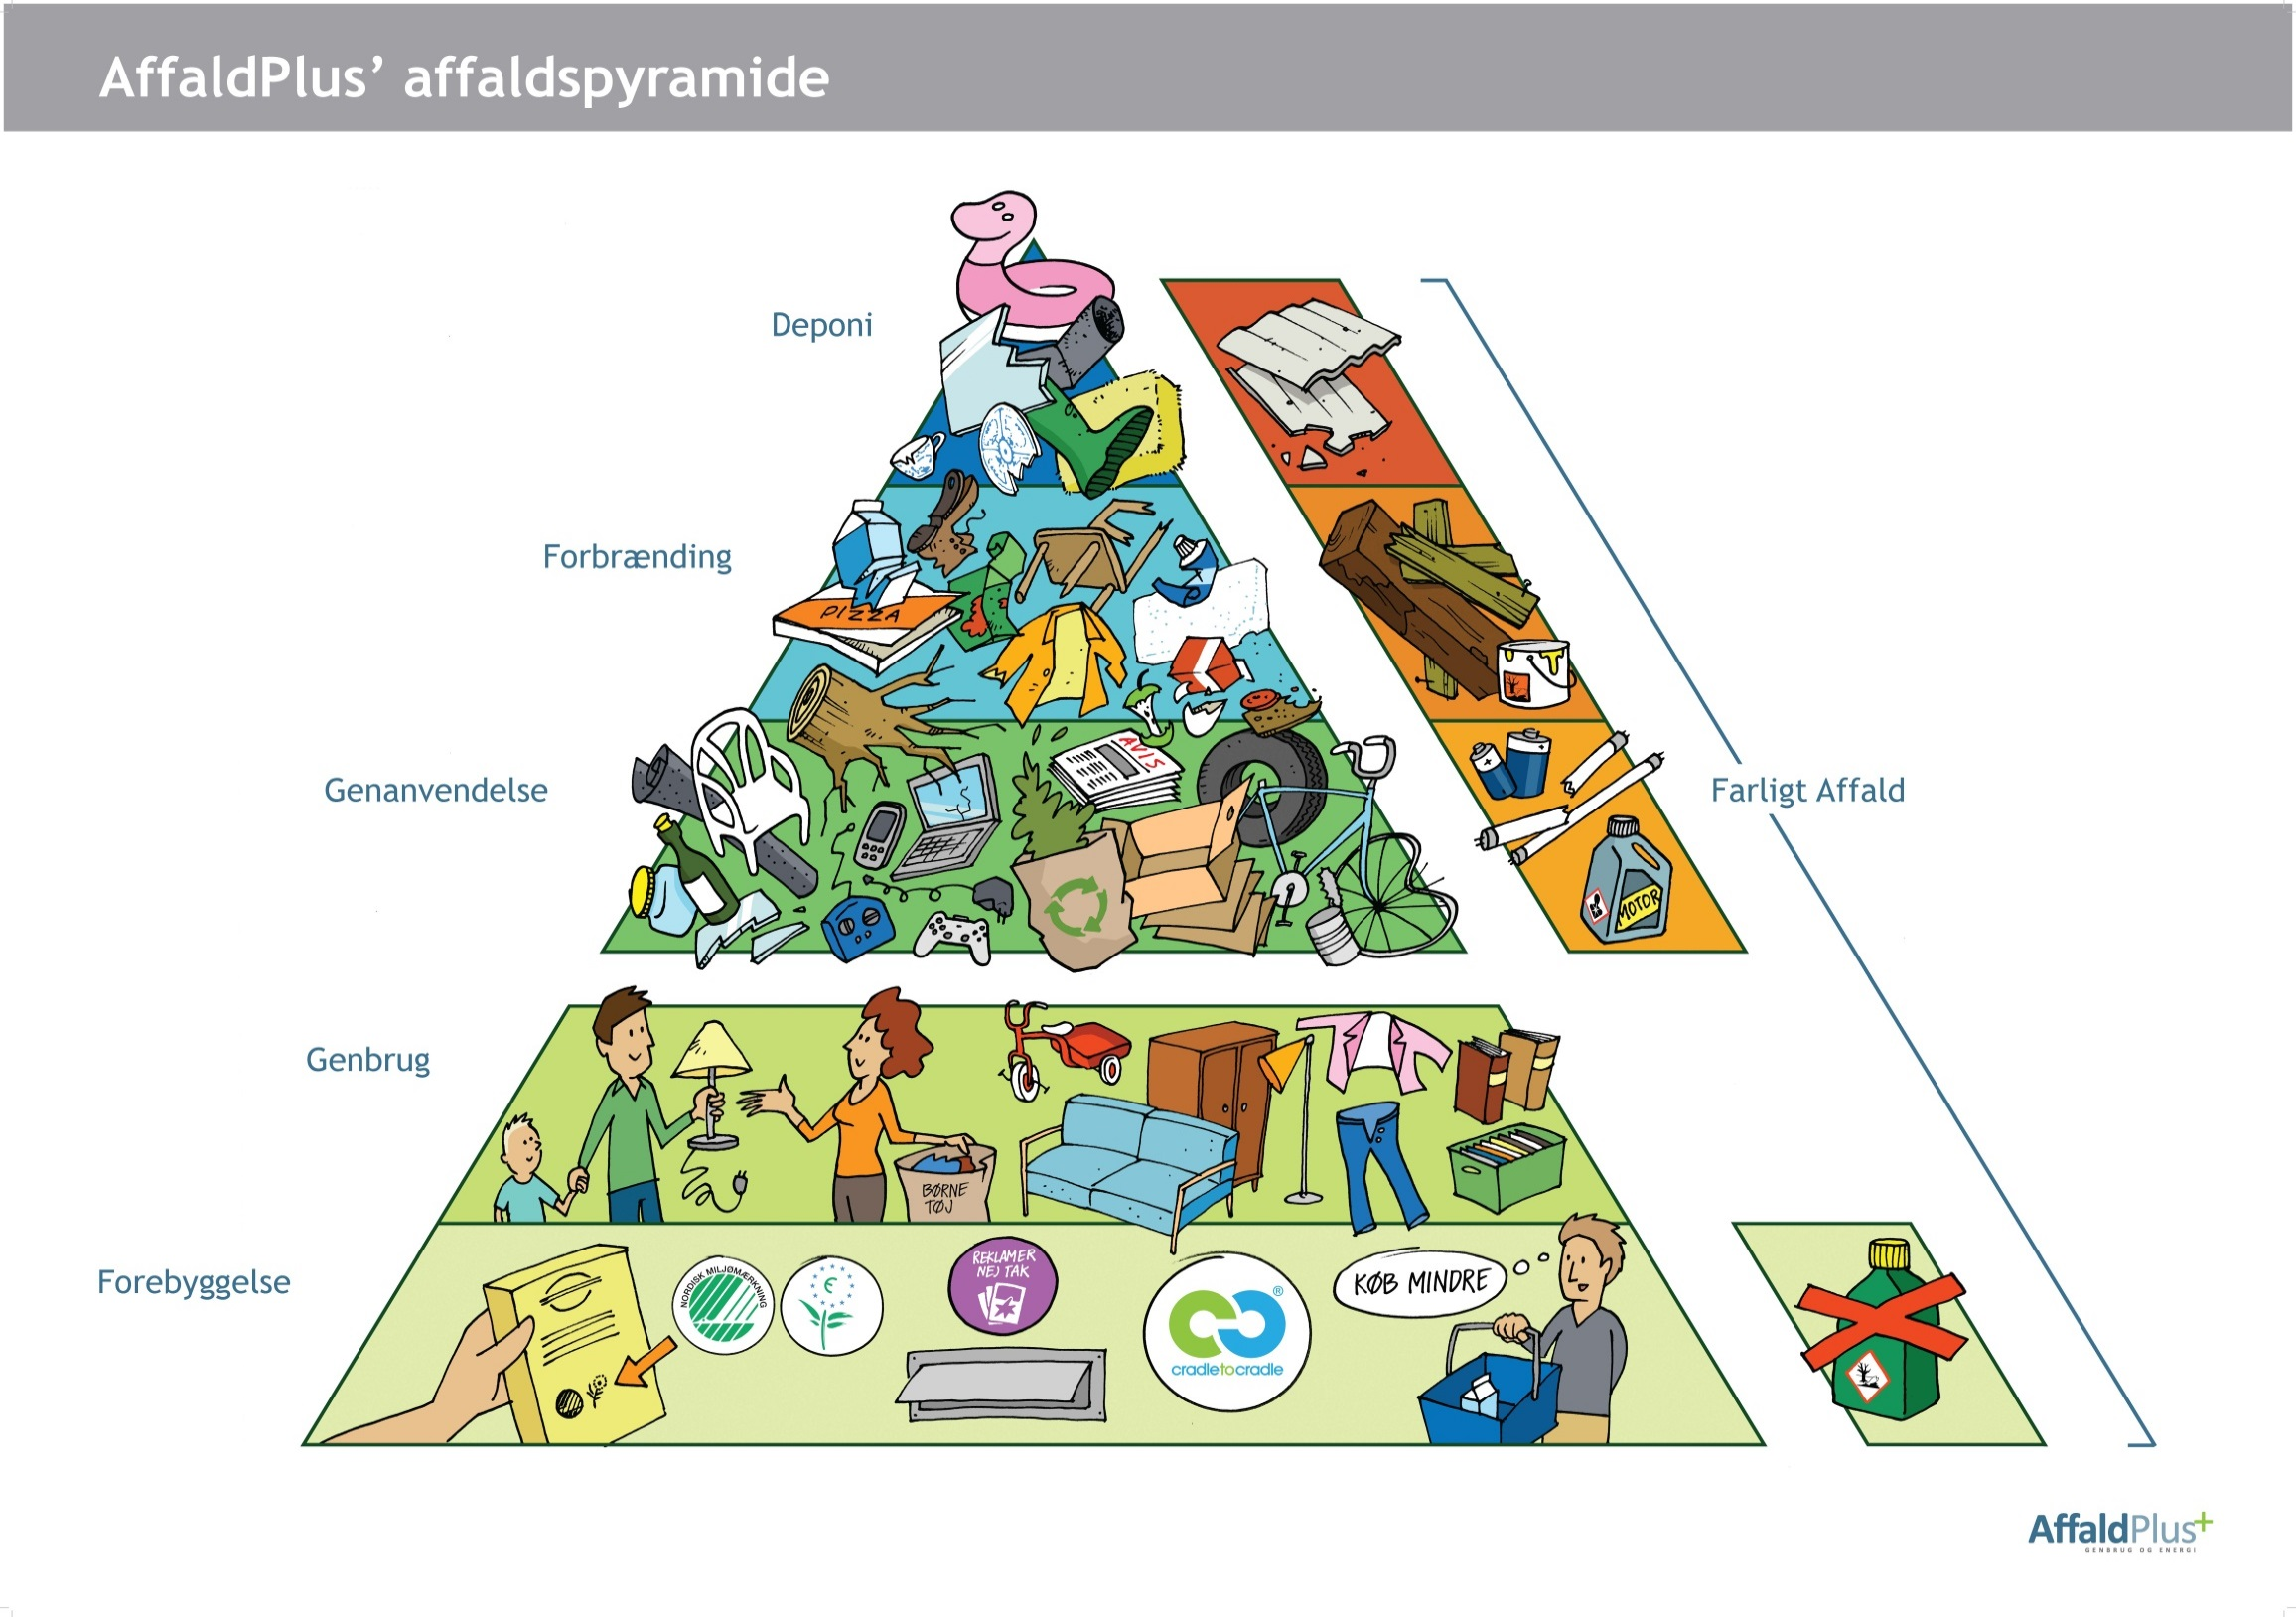 AffaldPlus’ affaldspyramide
Deponi
Forbrænding
PIZZA
Genanvendelse
AVIS
Farligt Affald
MOTOR
Genbrug
BØRNE
TØJ
Forebyggelse
NORDISK MILJØMÆRKNING
€
REKLAMER
NEJ TAK
®
cradletocradle
KØB MINDRE
AffaldPlus+
GENBRUG OG ENERGI